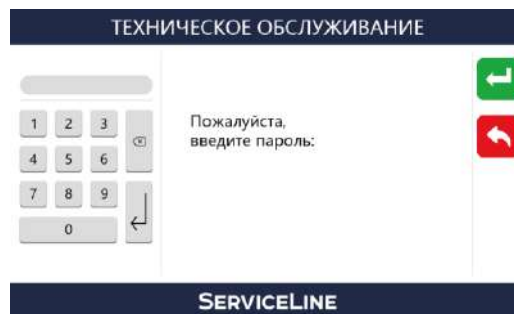 ТЕХНИЧЕСКОЕ ОБСЛУЖИВАНИЕ
1 2 3
4 5 6
7 8 9
0
Пожалуйста,
введите пароль:
SERVICELINE